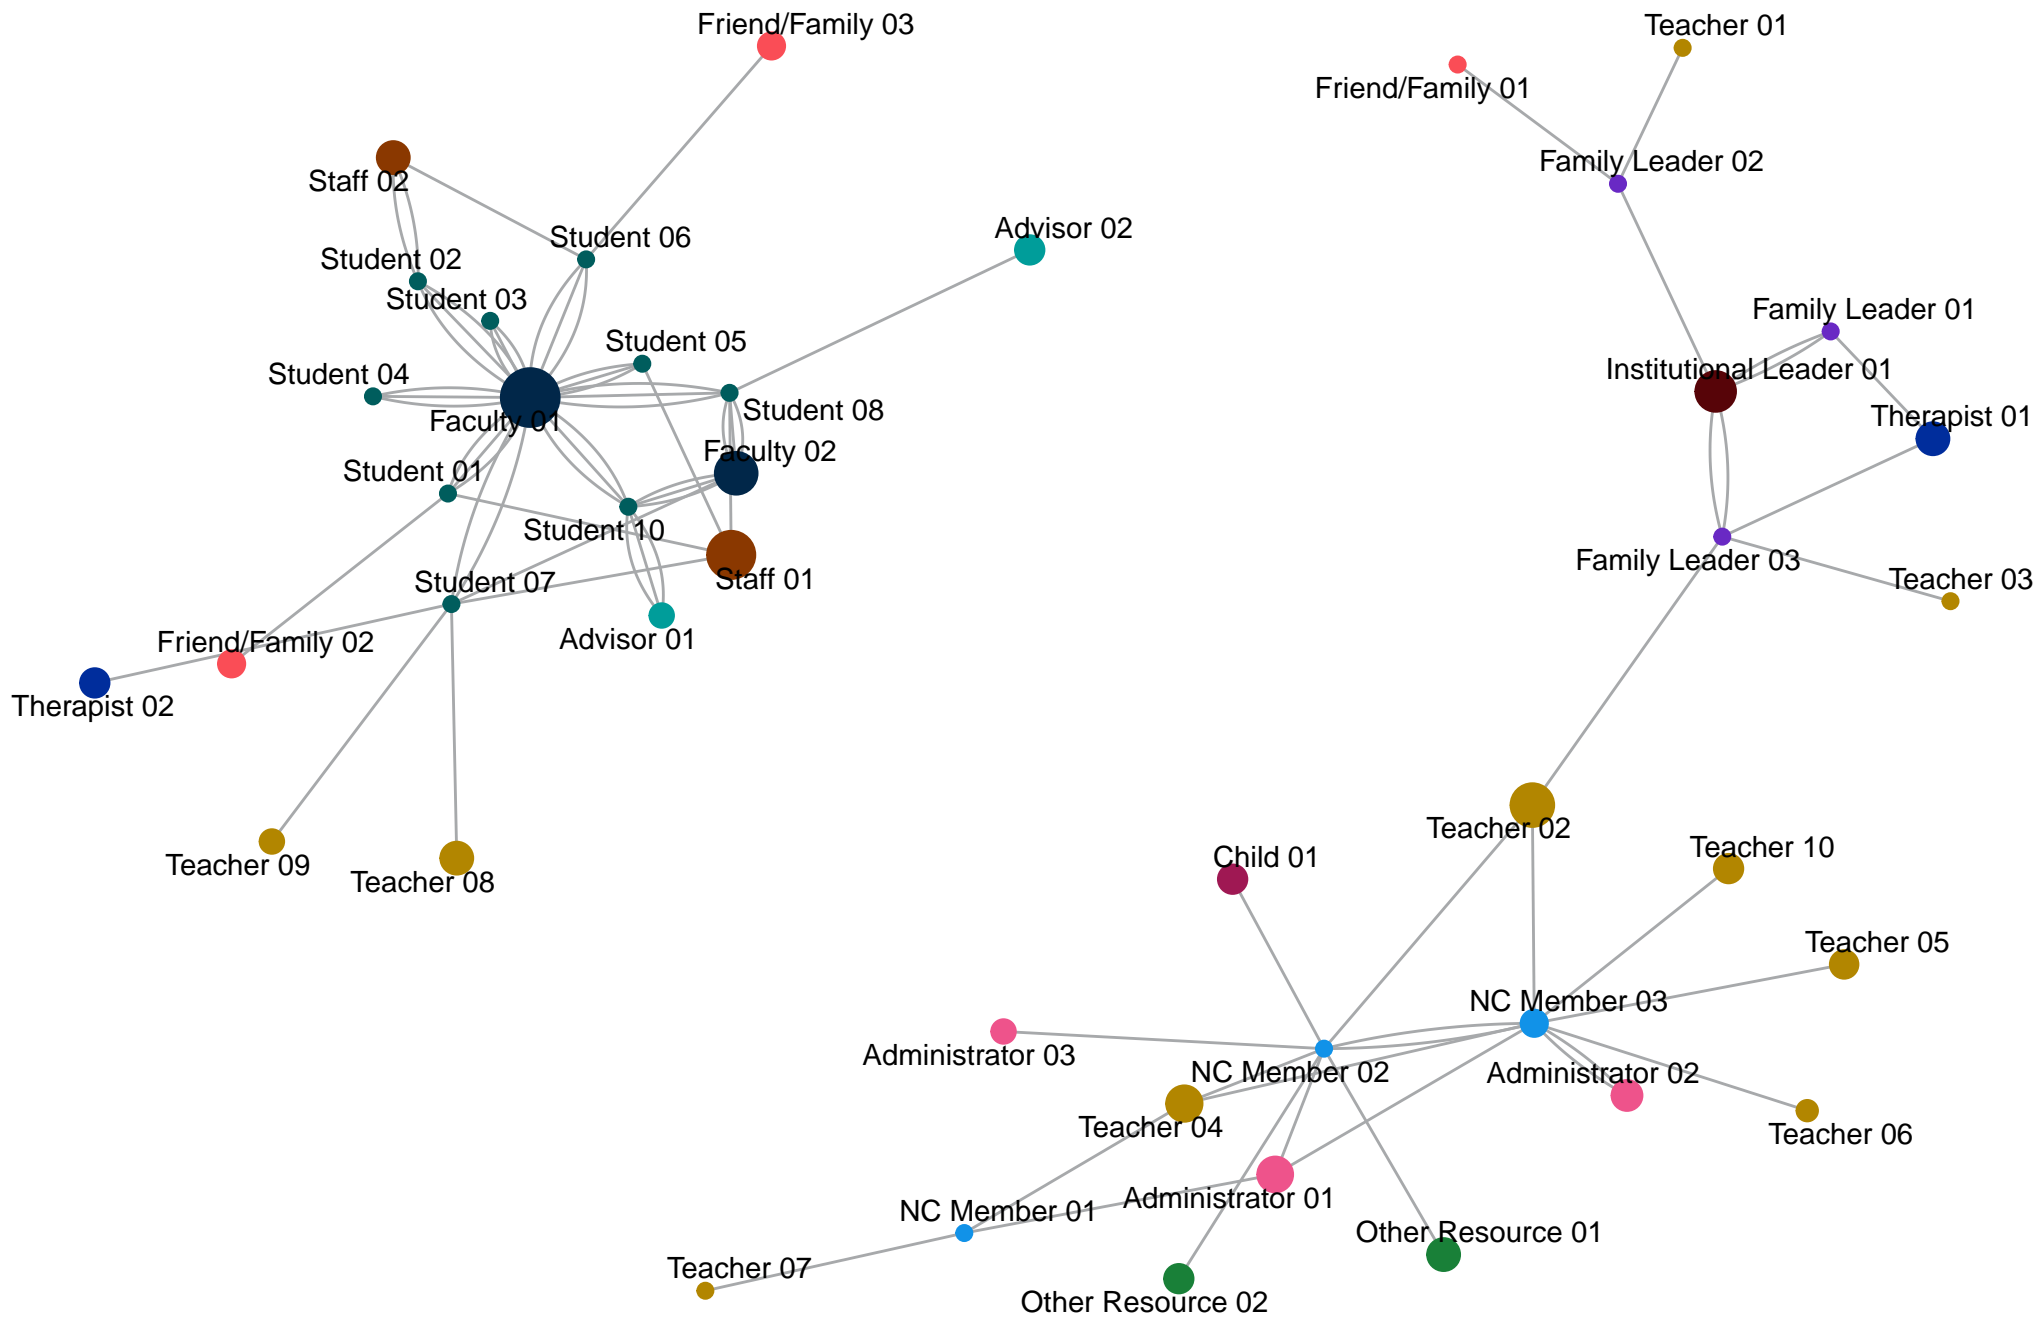 Friend/Family 03
Teacher 01
Friend/Family 01
Family Leader 02
Staff 02
Student 06
Advisor 02
Student 02
Student 03
Family Leader 01
Student 05
Institutional Leader 01
Student 04
Student 08
Therapist 01
Faculty 01
Faculty 02
Student 01
Student 10
Family Leader 03
Student 07
Staff 01
Teacher 03
Advisor 01
Friend/Family 02
Therapist 02
Teacher 02
Teacher 10
Child 01
Teacher 09
Teacher 08
Teacher 05
NC Member 03
Administrator 03
NC Member 02
Administrator 02
Teacher 04
Teacher 06
Administrator 01
NC Member 01
Other Resource 01
Teacher 07
Other Resource 02